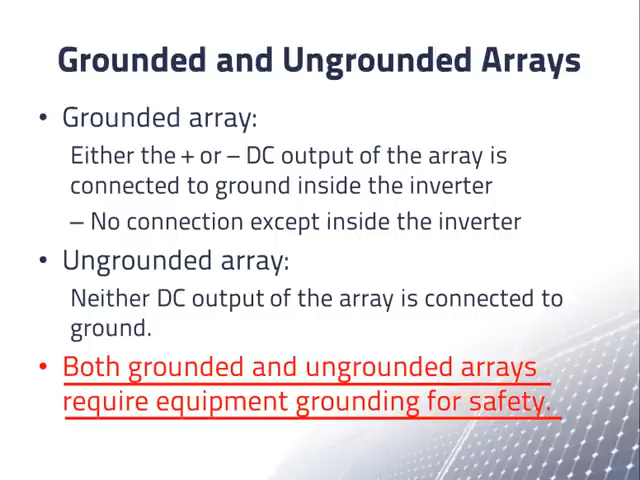 Grounded and Ungrounded Arrays
• Grounded array:
Either the + or – DC output of the array is
connected to ground inside the inverter
– No connection except inside the inverter
• Ungrounded array:
Neither DC output of the array is connected to
ground.
• Both grounded and ungrounded arrays
require equipment grounding for safety.